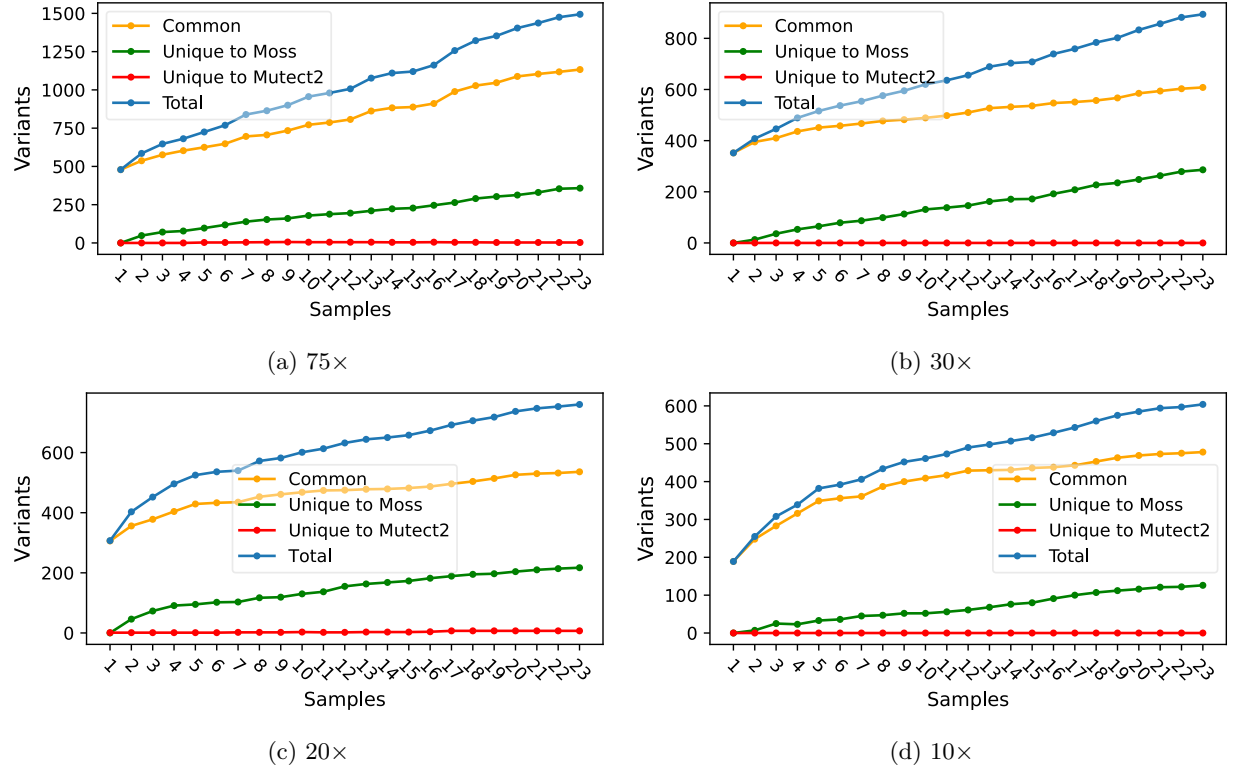 1500
1250
1000
750
500
250
0
Variants
Common
Unique to Moss
Unique to Mutect2
Total
1 2 3 4 5 6 7 8 9 10 11 12 13 14 15 16 17 18 19 20 21 22 23
Samples
(a) 75×
800
600
400
200
0
Variants
Common
Unique to Moss
Unique to Mutect2
Total
1 2 3 4 5 6 7 8 9 10 11 12 13 14 15 16 17 18 19 20 21 22 23
Samples
(b) 30×
600
400
200
0
Variants
Common
Unique to Moss
Unique to Mutect2
Total
1 2 3 4 5 6 7 8 9 10 11 12 13 14 15 16 17 18 19 20 21 22 23
Samples
(c) 20×
600
500
400
300
200
100
0
Variants
Common
Unique to Moss
Unique to Mutect2
Total
1 2 3 4 5 6 7 8 9 10 11 12 13 14 15 16 17 18 19 20 21 22 23
Samples
(d) 10×